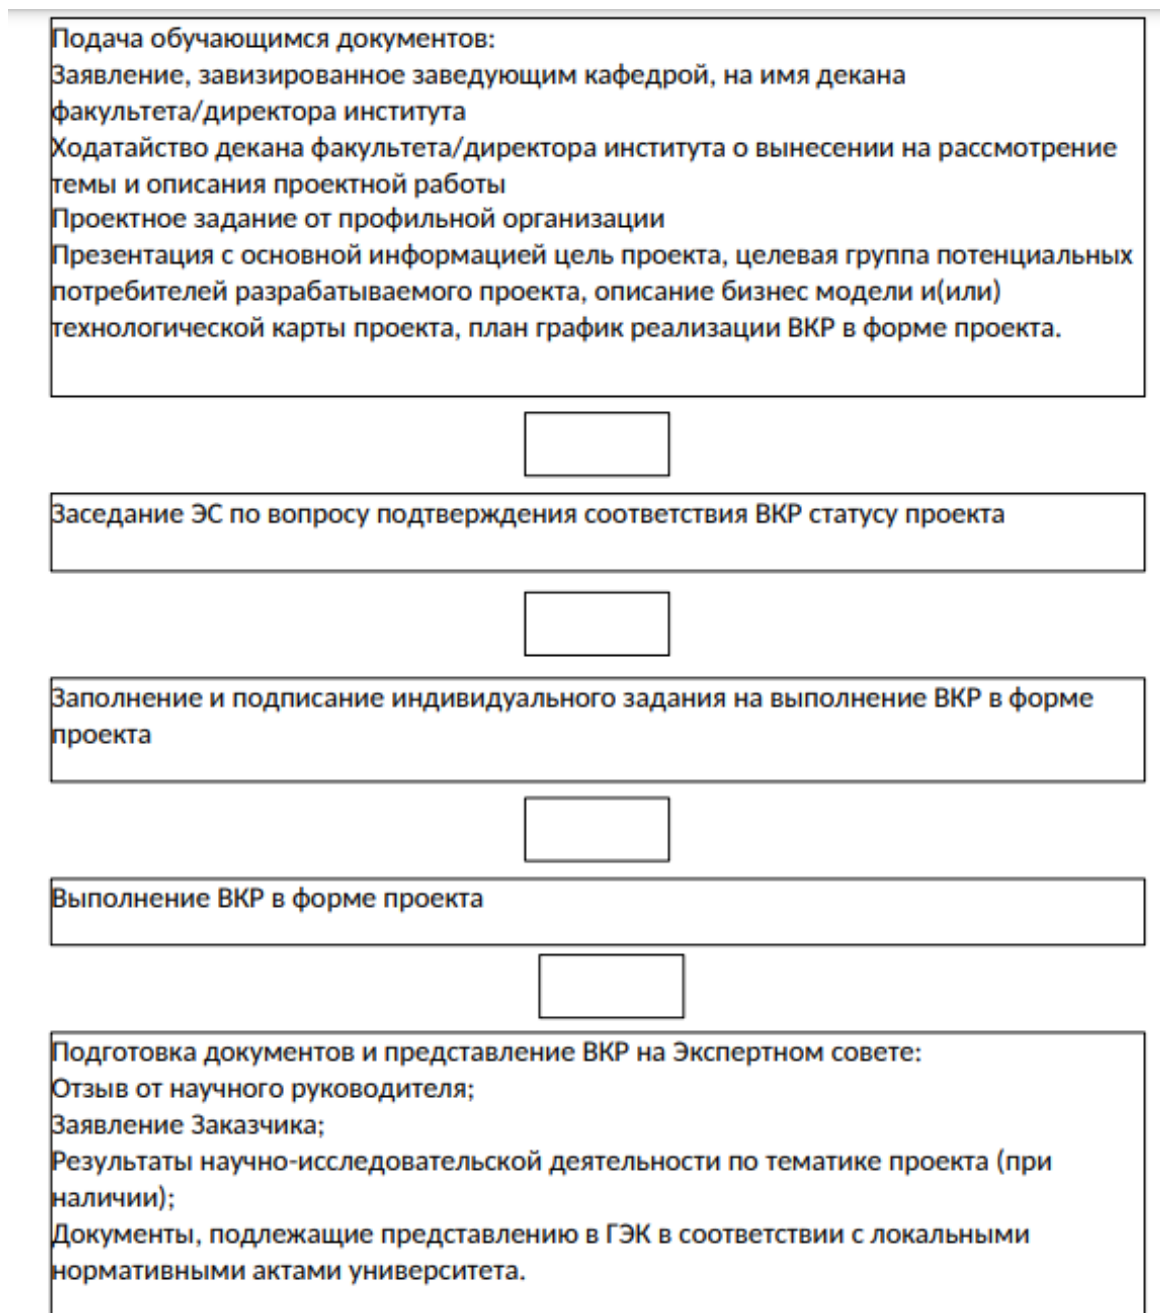 Подача обучающимся документов:
Заявление, завизированное заведующим кафедрой, на имя декана
факультета/директора института
Ходатайство декана факультета/директора института о вынесении на рассмотрение
темы и описания проектной работы
Проектное задание от профильной организации
Презентация с основной информацией цель проекта, целевая группа потенциальных
потребителей разрабатываемого проекта, описание бизнес модели и(или)
технологической карты проекта, план график реализации ВКР в форме проекта.
Заседание ЭС по вопросу подтверждения соответствия ВКР статусу проекта
Заполнение и подписание индивидуального задания на выполнение ВКР в форме
проекта
Выполнение ВКР в форме проекта
Подготовка документов и представление ВКР на Экспертном совете:
Отзыв от научного руководителя;
Заявление Заказчика;
Результаты научно-исследовательской деятельности по тематике проекта (при
наличии);
Документы, подлежащие представлению в ГЭК в соответствии с локальными
нормативными актами университета.